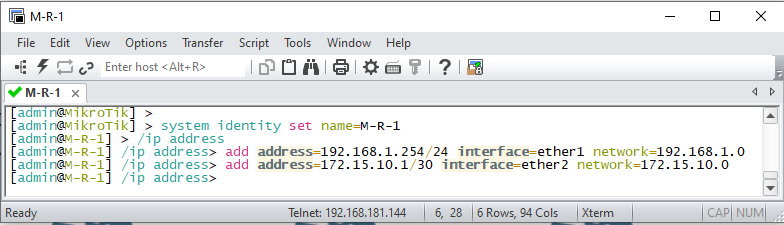 M-R-1
File Edit View Options Transfer Script Tools Window Help
Enter host <Alt+R>
M-R-1
[admin@MikroTik] >
[admin@MikroTik] > system identity set name=M-R-1
[admin@M-R-1] > /ip address
[admin@M-R-1] /ip address> add address=192.168.1.254/24 interface=ether1 network=192.168.1.0
[admin@M-R-1] /ip address> add address=172.15.10.1/30 interface=ether2 network=172.15.10.0
[admin@M-R-1] /ip address>
Ready Telnet: 192.168.181.144 6, 28 6 Rows, 94 Cols Xterm CAP NUM